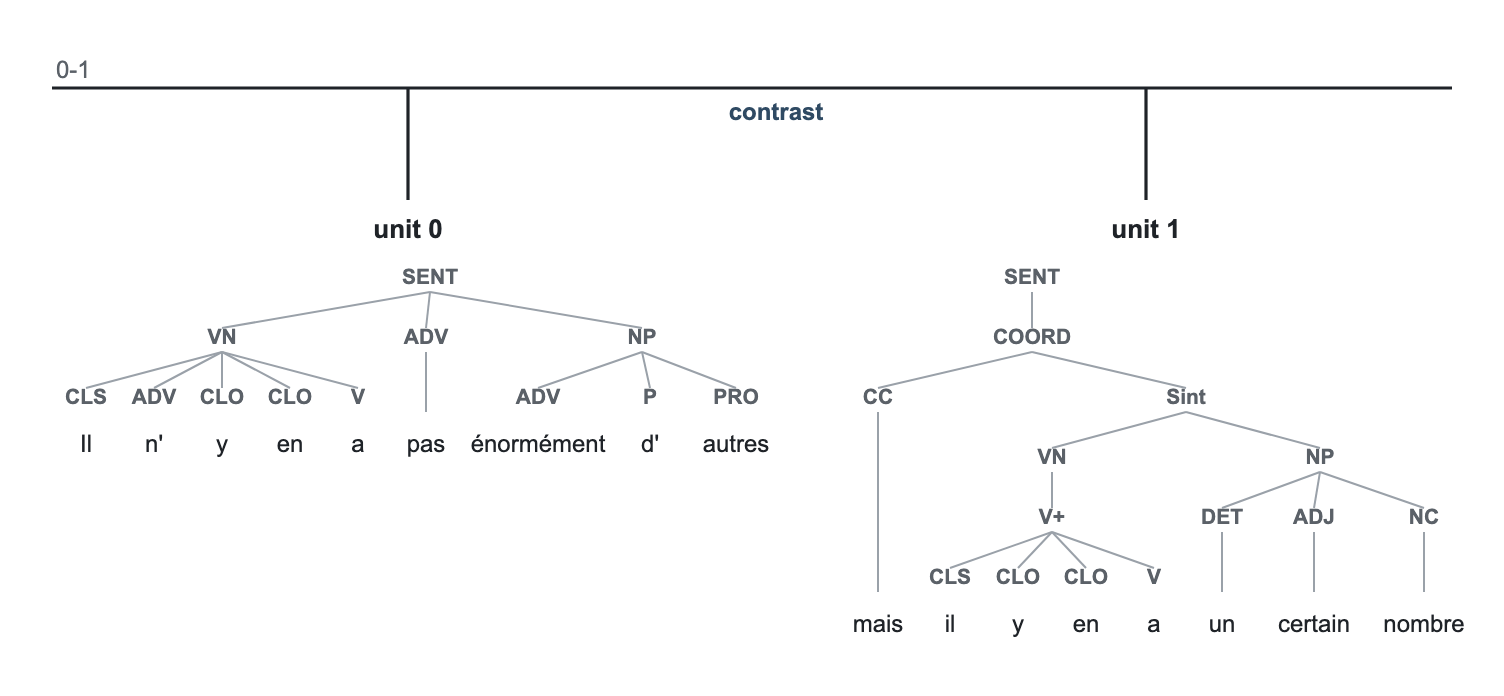 0-1
contrast
unit 0 unit 1
SENT SENT
VN ADV NP COORD
CLS ADV CLO CLO V ADV P PRO CC Sint
Il n' y en a pas énormément d' autres
VN NP
V+ DET ADJ NC
CLS CLO CLO V
mais il y en a un certain nombre